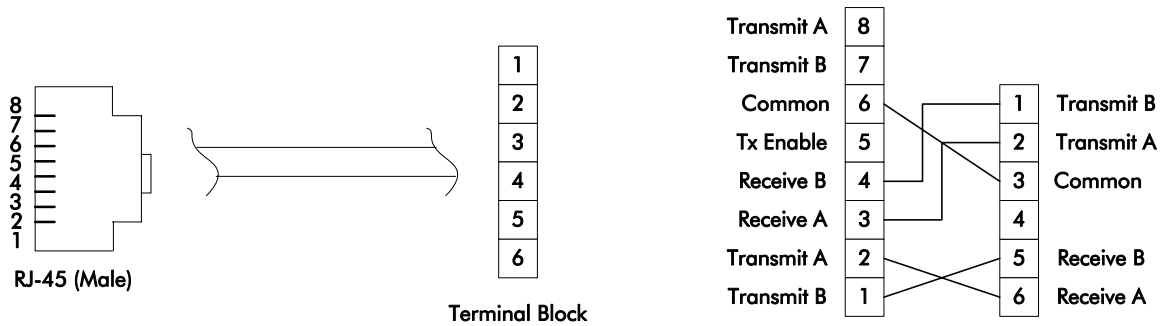 8
7
6
5
4
3
2
1
RJ-45 (Male)
1
2
3
4
5
6
Terminal Block
Transmit A 8
Transmit B 7
Common 6
Tx Enable 5
Receive B 4
Receive A 3
Transmit A 2
Transmit B 1
1 Transmit B
2 Transmit A
3 Common
4
5 Receive B
6 Receive A